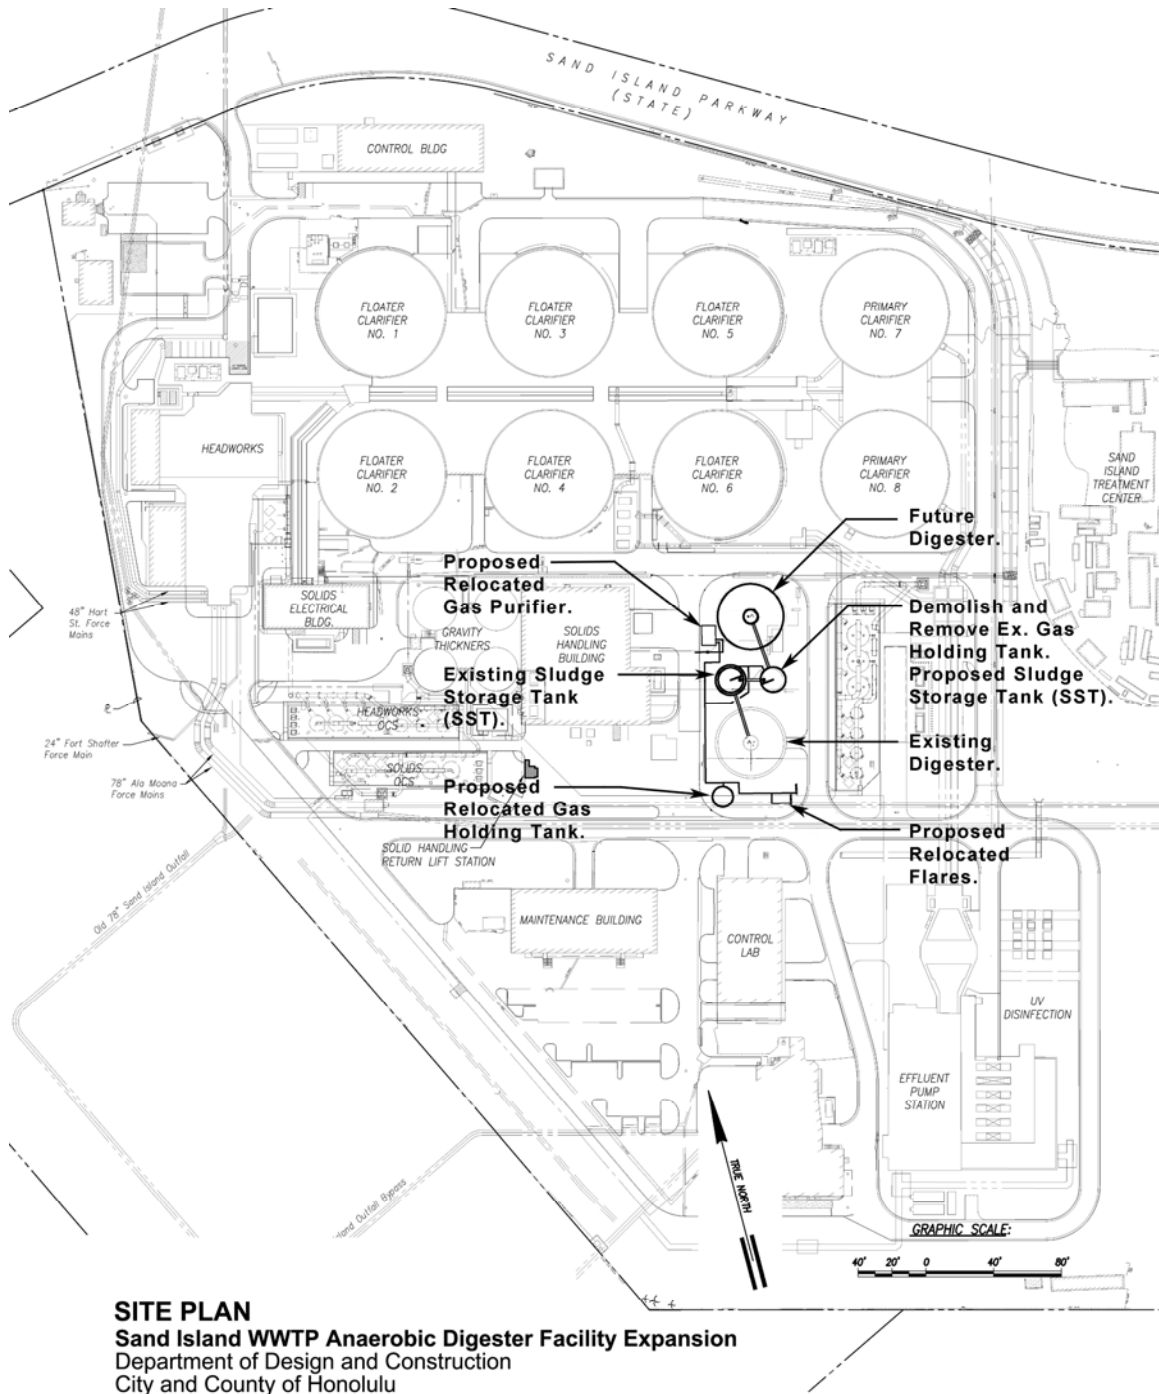 SAND ISLAND PARKWAY
(STATE)
CONTROL BLDG
FLOATER
CLARIFIER
NO. 1
FLOATER
CLARIFIER
NO. 3
FLOATER
CLARIFIER
NO. 5
PRIMARY
CLARIFIER
NO. 7
HEADWORKS
FLOATER
CLARIFIER
NO. 2
FLOATER
CLARIFIER
NO. 4
FLOATER
CLARIFIER
NO. 6
PRIMARY
CLARIFIER
NO. 8
SAND
ISLAND
TREATMENT
CENTER
Future
Digester.
Proposed
Relocated
Gas Purifier.
SOLIDS
ELECTRICAL
BLDG.
GRAVITY
THICKNERS
SOLIDS
HANDLING
BUILDING
48" Hart
St. Force
Mains
Demolish and
Remove Ex. Gas
Holding Tank.
Proposed Sludge
Storage Tank (SST).
Existing Sludge
Storage Tank
(SST).
HEADWORKS
OCS
24" Fort Shafter
Force Main
78" Ala Moana
Force Mains
SOLIDS
OCS
Existing
Digester.
Proposed
Relocated Gas
Holding Tank.
SOLID HANDLING
RETURN LIFT STATION
Proposed
Relocated
Flares.
Old 78" Sand Island Outfall
MAINTENANCE BUILDING
CONTROL
LAB
UV
DISINFECTION
EFFLUENT
PUMP
STATION
TRUE NORTH
land Outfall Bypass
GRAPHIC SCALE:
40' 20' 0 40' 80'
SITE PLAN
Sand Island WWTP Anaerobic Digester Facility Expansion
Department of Design and Construction
City and County of Honolulu